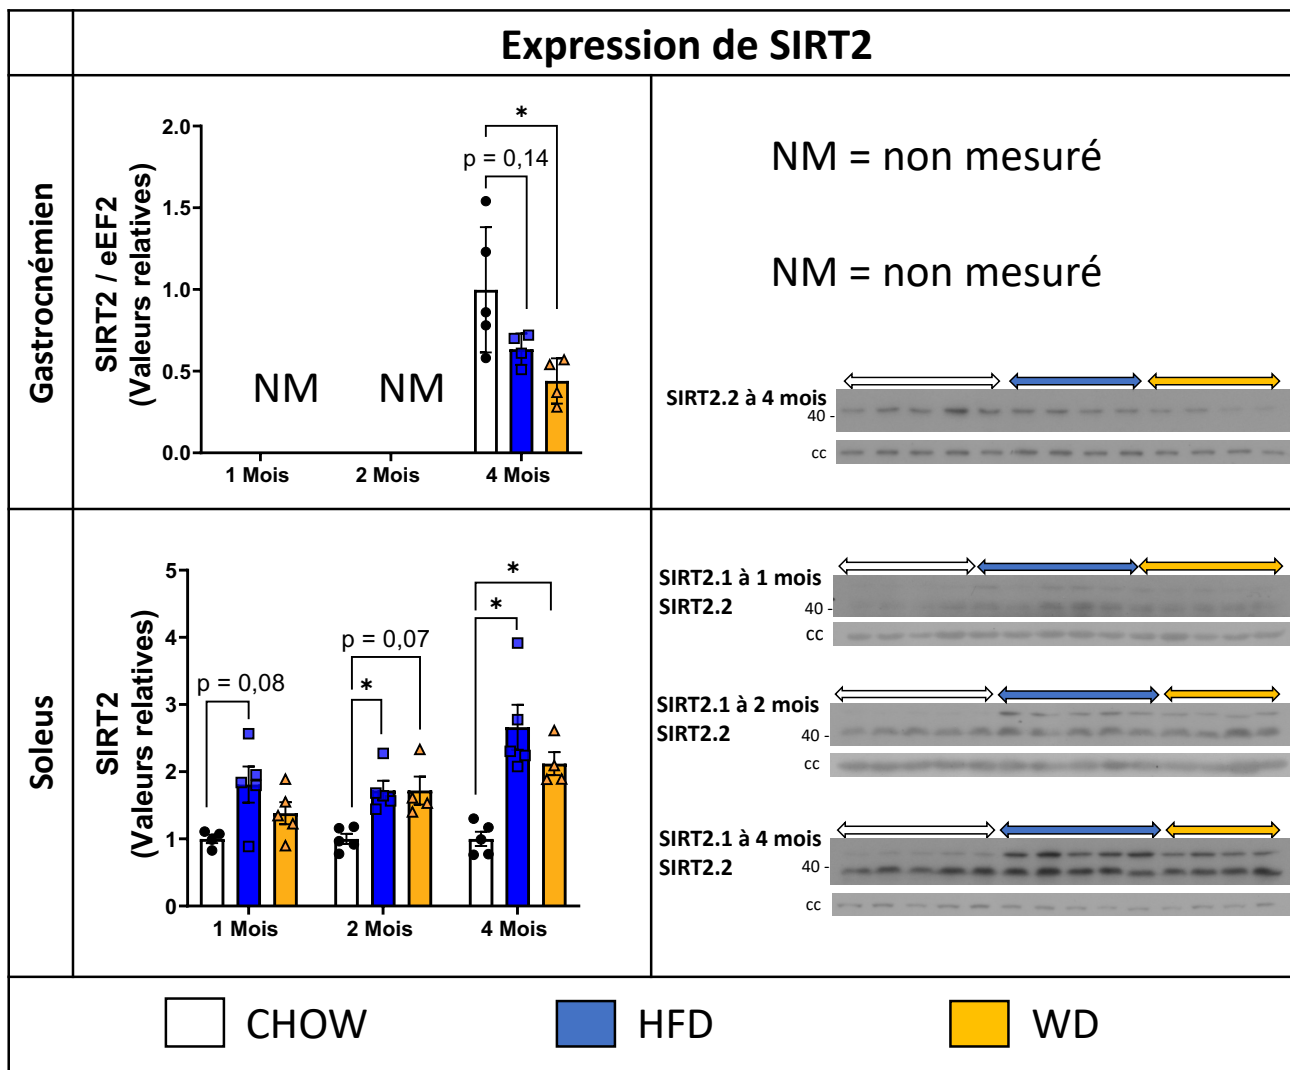 Expression de SIRT2
Gastrocnémien
SIRT2 / eEF2
(Valeurs relatives)
2.0
1.5
1.0
0.5
0.0
*
p = 0,14
NM
NM
1 Mois
2 Mois
4 Mois
NM = non mesuré
NM = non mesuré
SIRT2.2 à 4 mois
40 -
cc
Soleus
SIRT2
(Valeurs relatives)
5
4
3
2
1
0
p = 0,08
p = 0,07
*
*
*
1 Mois
2 Mois
4 Mois
SIRT2.1 à 1 mois
SIRT2.2
40 -
cc
SIRT2.1 à 2 mois
SIRT2.2
40 -
cc
SIRT2.1 à 4 mois
SIRT2.2
40 -
cc
CHOW
HFD
WD